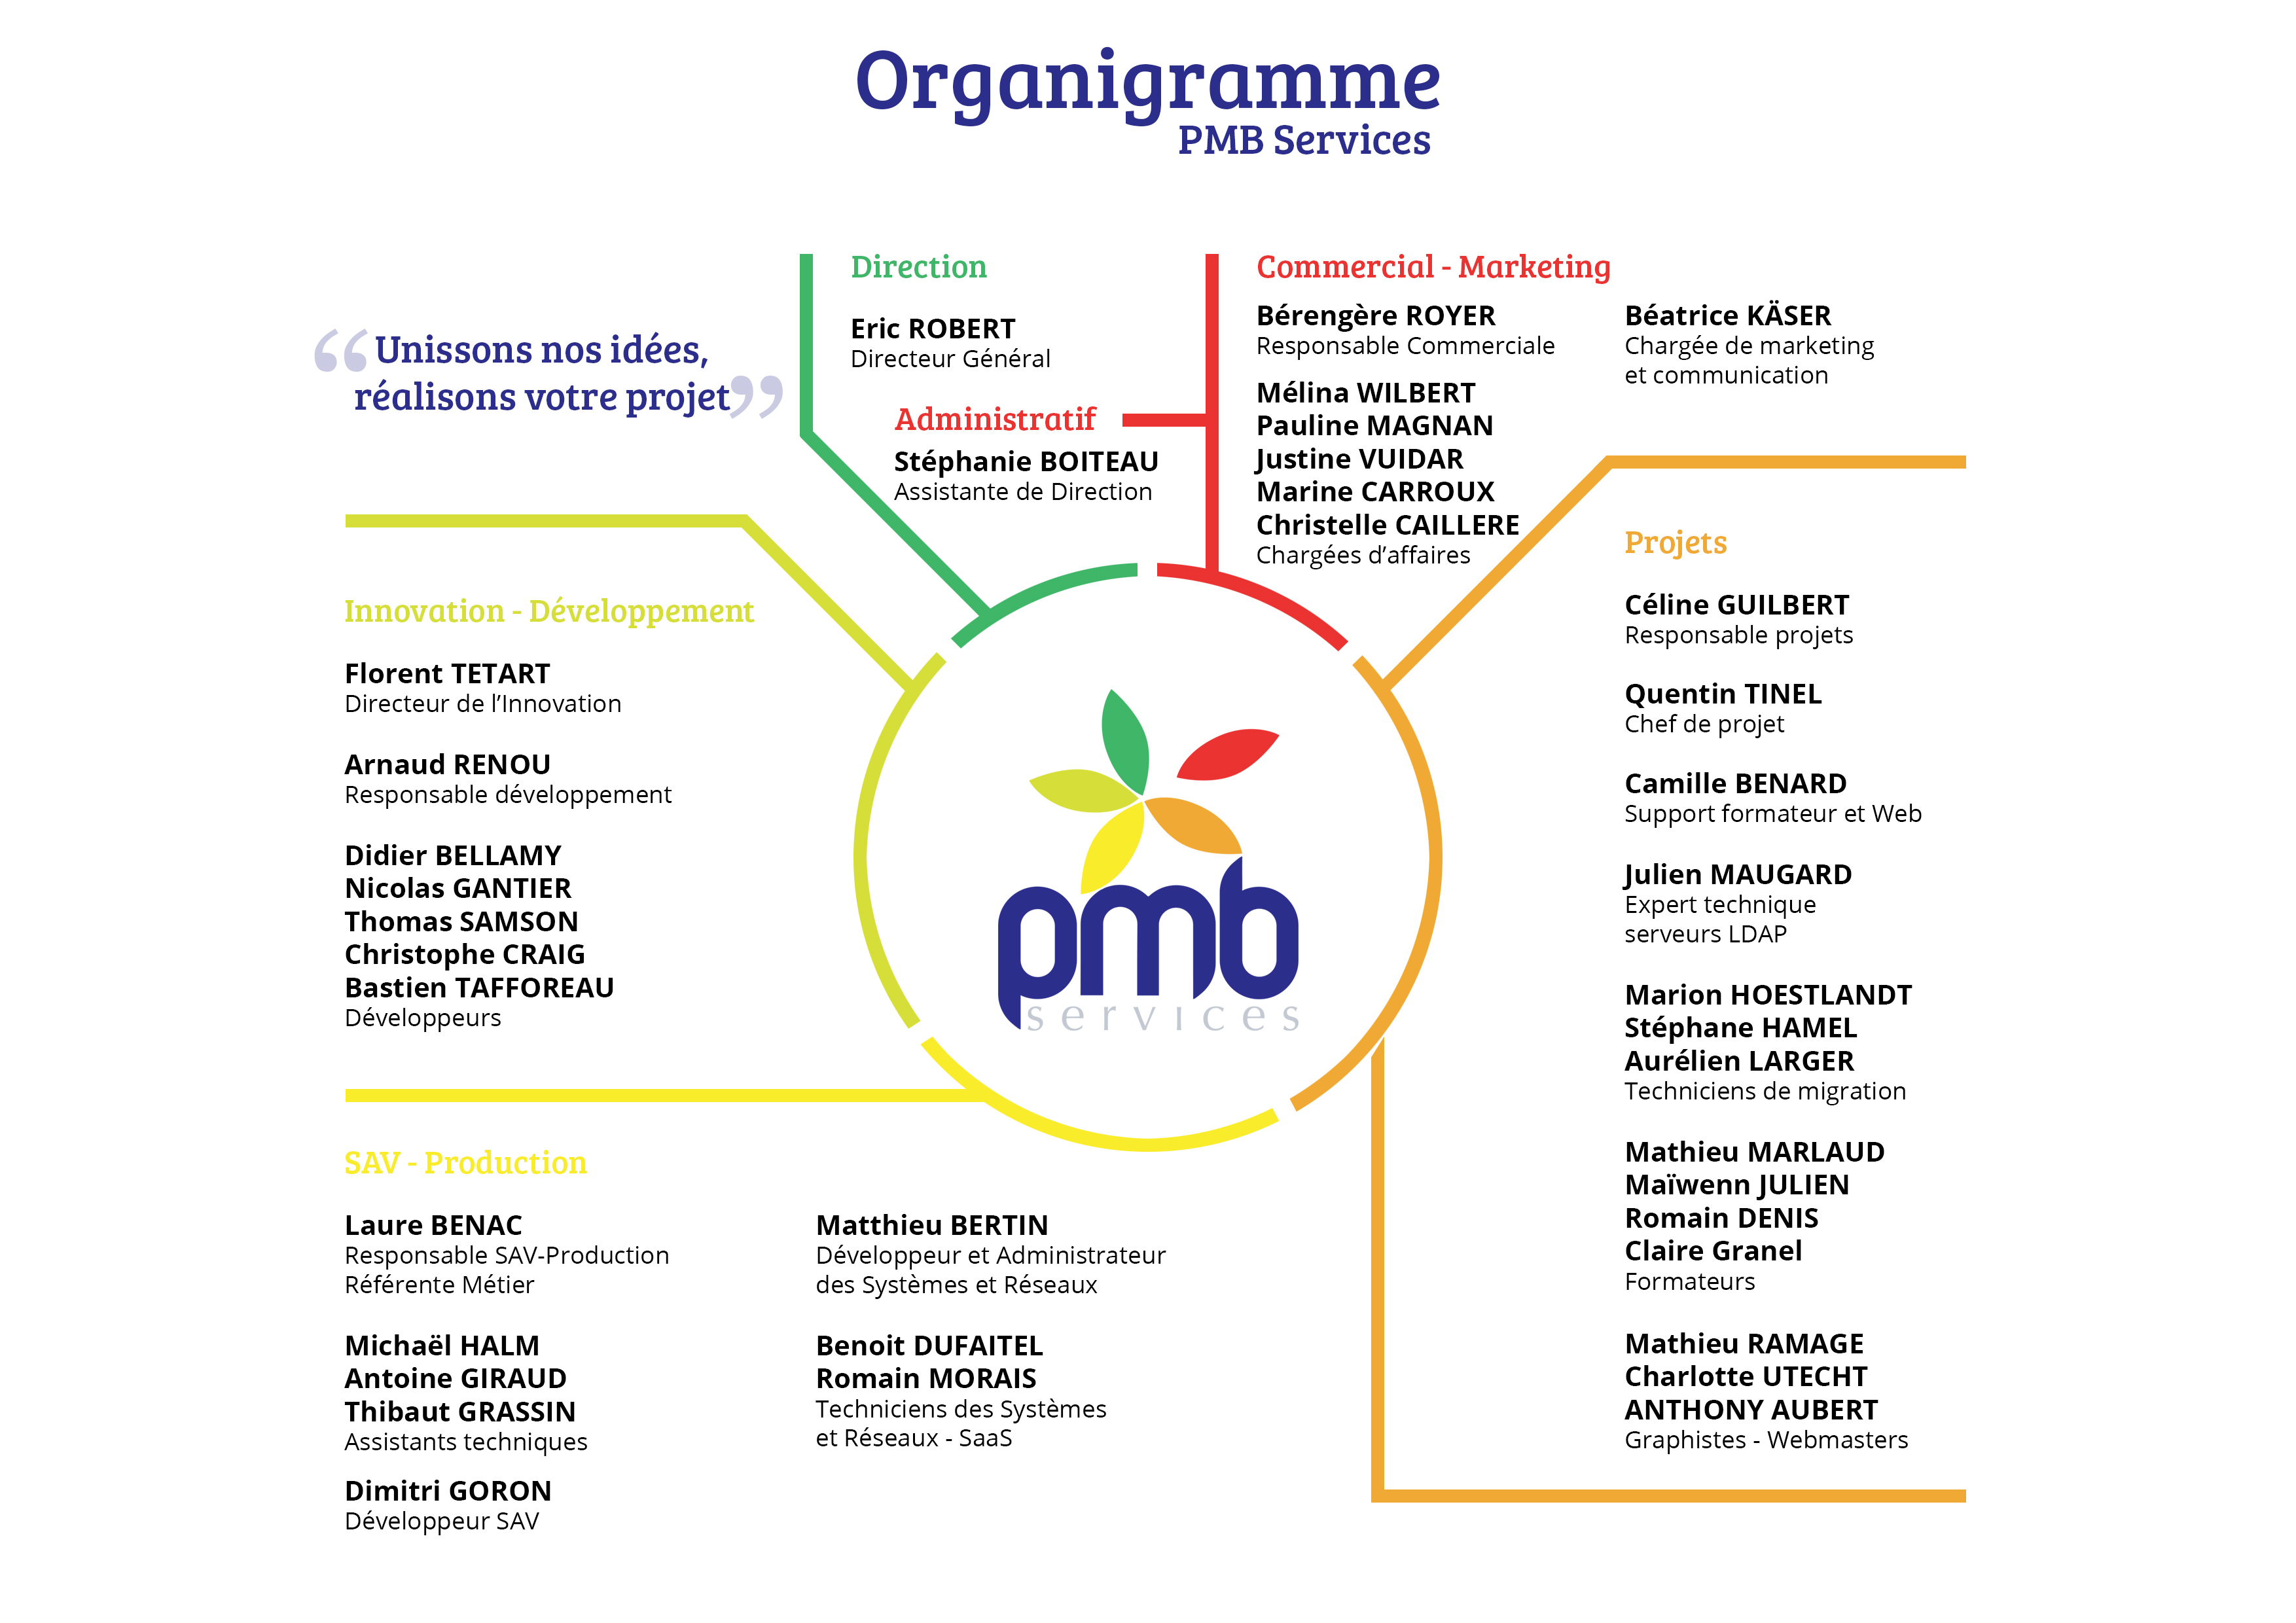 Organigramme
PMB Services
“ Unissons nos idées,
réalisons votre projet ”
Direction
Eric ROBERT
Directeur Général
Administratif
Stéphanie BOITEAU
Assistante de Direction
Commercial - Marketing
Bérengère ROYER
Responsable Commerciale
Mélina WILBERT
Pauline MAGNAN
Justine VUIDAR
Marine CARROUX
Christelle CAILLERE
Chargées d’affaires
Béatrice KÄSER
Chargée de marketing
et communication
Innovation - Développement
Florent TETART
Directeur de l’Innovation
Arnaud RENOU
Responsable développement
Didier BELLAMY
Nicolas GANTIER
Thomas SAMSON
Christophe CRAIG
Bastien TAFFOREAU
Développeurs
pmb
services
Projets
Céline GUILBERT
Responsable projets
Quentin TINEL
Chef de projet
Camille BENARD
Support formateur et Web
Julien MAUGARD
Expert technique
serveurs LDAP
Marion HOESTLANDT
Stéphane HAMEL
Aurélien LARGER
Techniciens de migration
Mathieu MARLAUD
Maïwenn JULIEN
Romain DENIS
Claire Granel
Formateurs
Mathieu RAMAGE
Charlotte UTECHT
ANTHONY AUBERT
Graphistes - Webmasters
SAV - Production
Laure BENAC
Responsable SAV-Production
Référente Métier
Michaël HALM
Antoine GIRAUD
Thibaut GRASSIN
Assistants techniques
Dimitri GORON
Développeur SAV
Matthieu BERTIN
Développeur et Administrateur
des Systèmes et Réseaux
Benoit DUFAITEL
Romain MORAIS
Techniciens des Systèmes
et Réseaux - SaaS